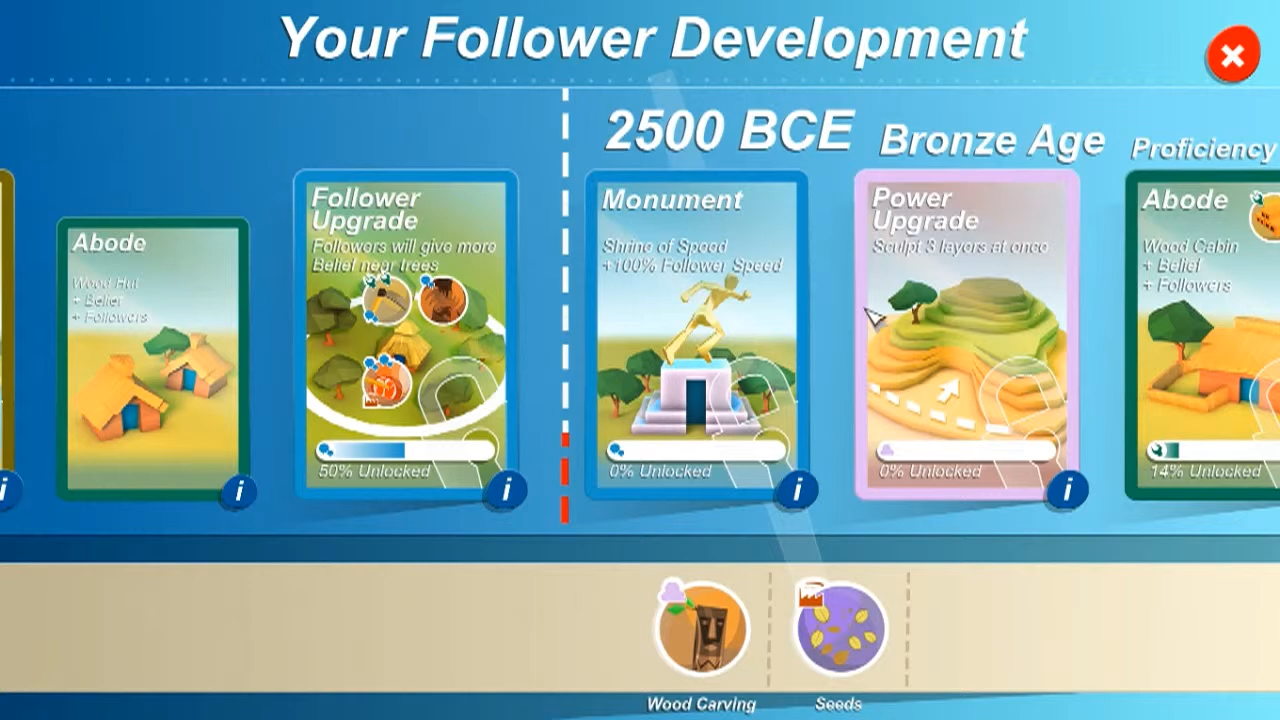 Your Follower Development
2500 BCE
Bronze Age
Proficiency
Abode
Wood Hut
+ Belief
+ Followers
i
i
Follower
Upgrade
Followers will give more
Belief near trees
50% Unlocked
i
Monument
Shrine of Speed
+100% Follower Speed
0% Unlocked
i
Power
Upgrade
Sculpt 3 layers at once
0% Unlocked
i
Abode
Wood Cabin
+ Belief
+ Followers
14% Unlocked
Wood Carving
Seeds